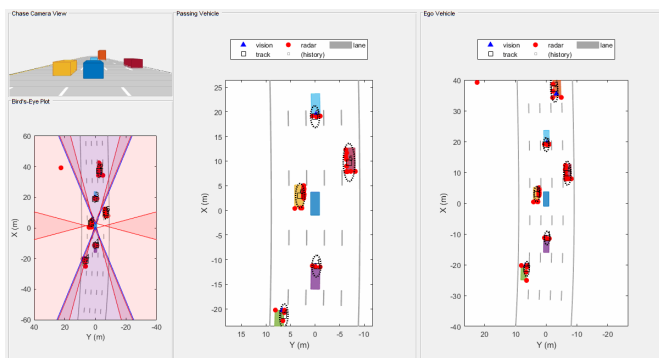 Chase Camera View
Bird's-Eye Plot
60
40
20
0
-20
-40
-60
40
20
0
-20
-40
X (m)
Y (m)
Passing Vehicle
vision
radar
lane
track
(history)
25
20
15
10
5
0
-5
-10
-15
-20
15
10
5
0
-5
-10
X (m)
Y (m)
Ego Vehicle
vision
radar
lane
track
(history)
40
30
20
10
0
-10
-20
-30
-40
20
10
0
-10
-20
X (m)
Y (m)